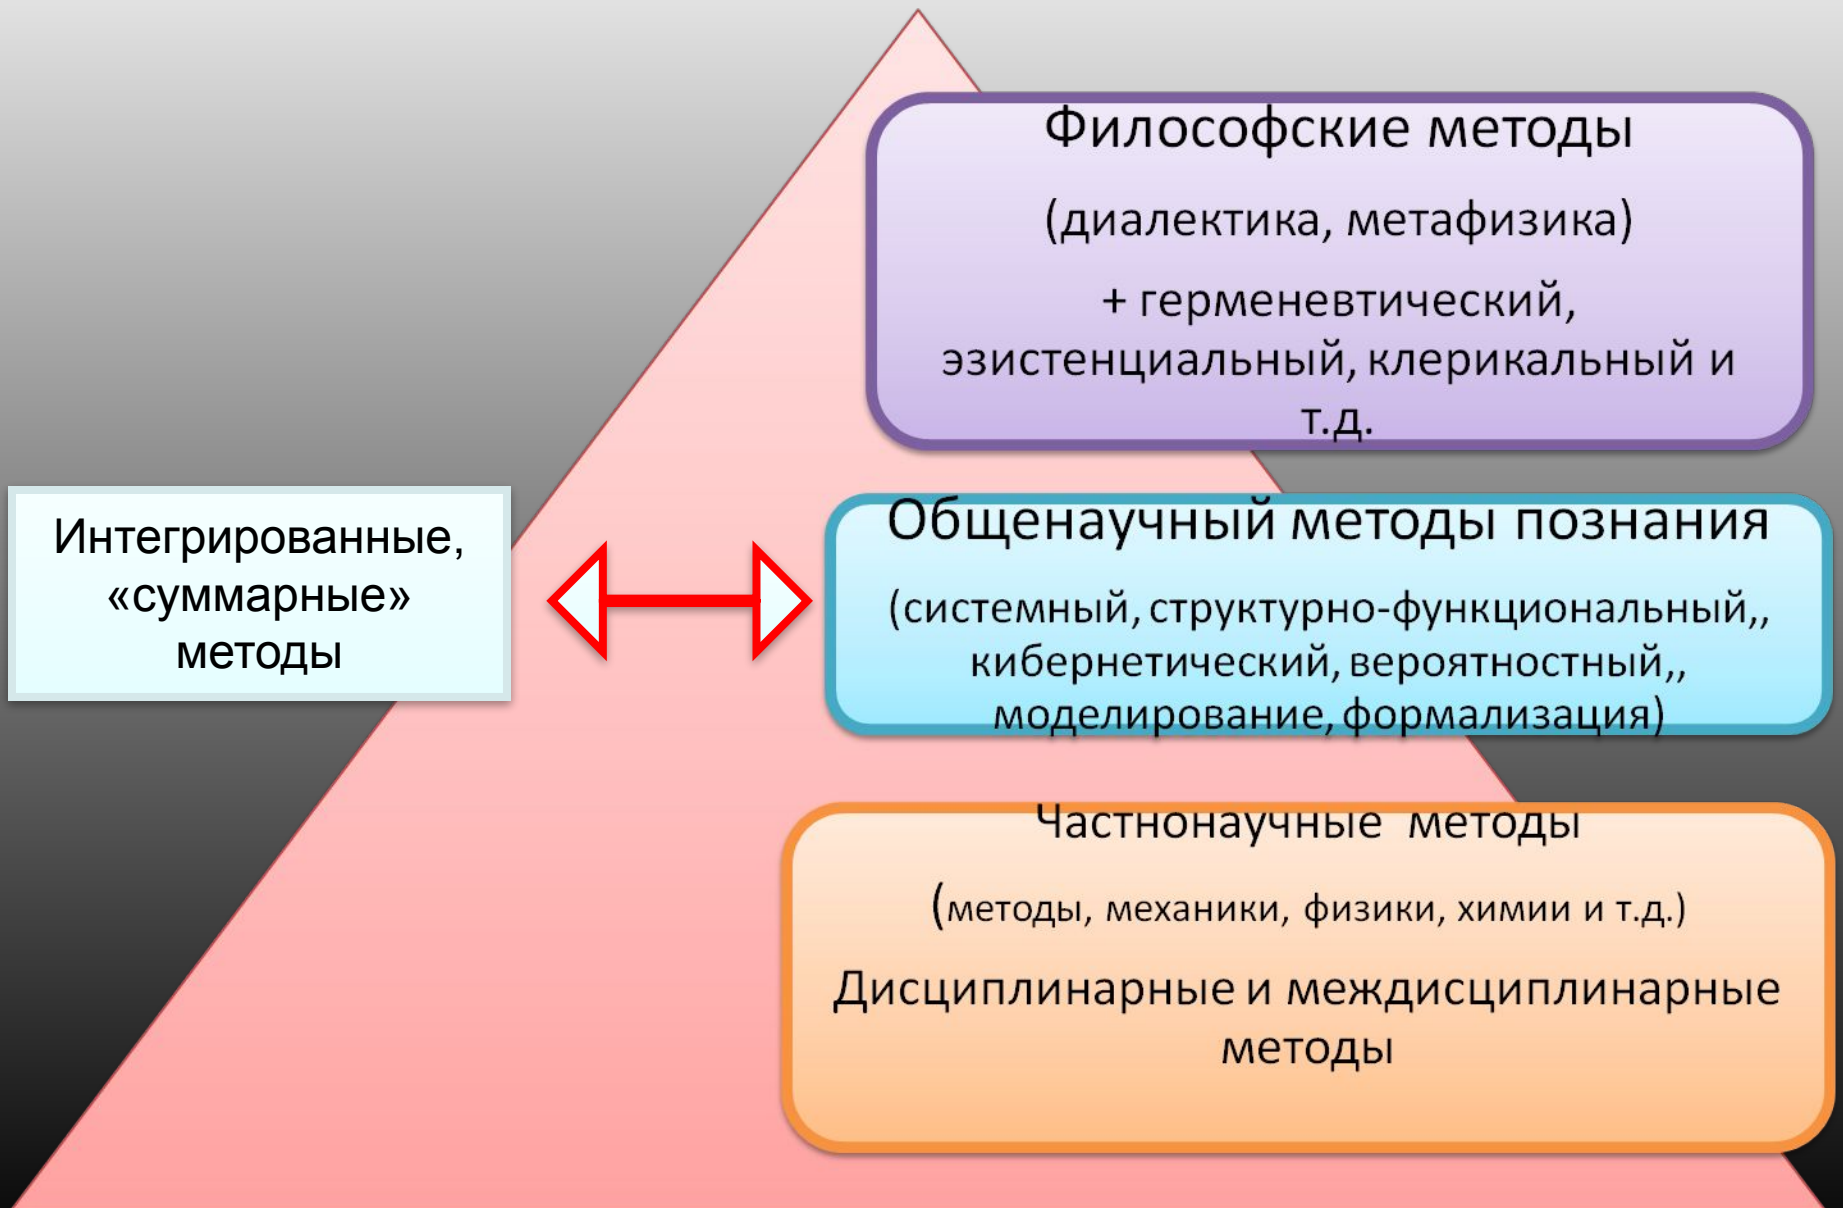 Философские методы
(диалектика, метафизика)
+ герменевтический,
эзистенциальный, клерикальный и
т.д.
Интегрированные,
«суммарные»
методы
Общенаучный методы познания
(системный, структурно-функциональный,,
кибернетический, вероятностный,,
моделирование, формализация)
Частнонаучные методы
(методы, механики, физики, химии и т.д.)
Дисциплинарные и междисциплинарные
методы